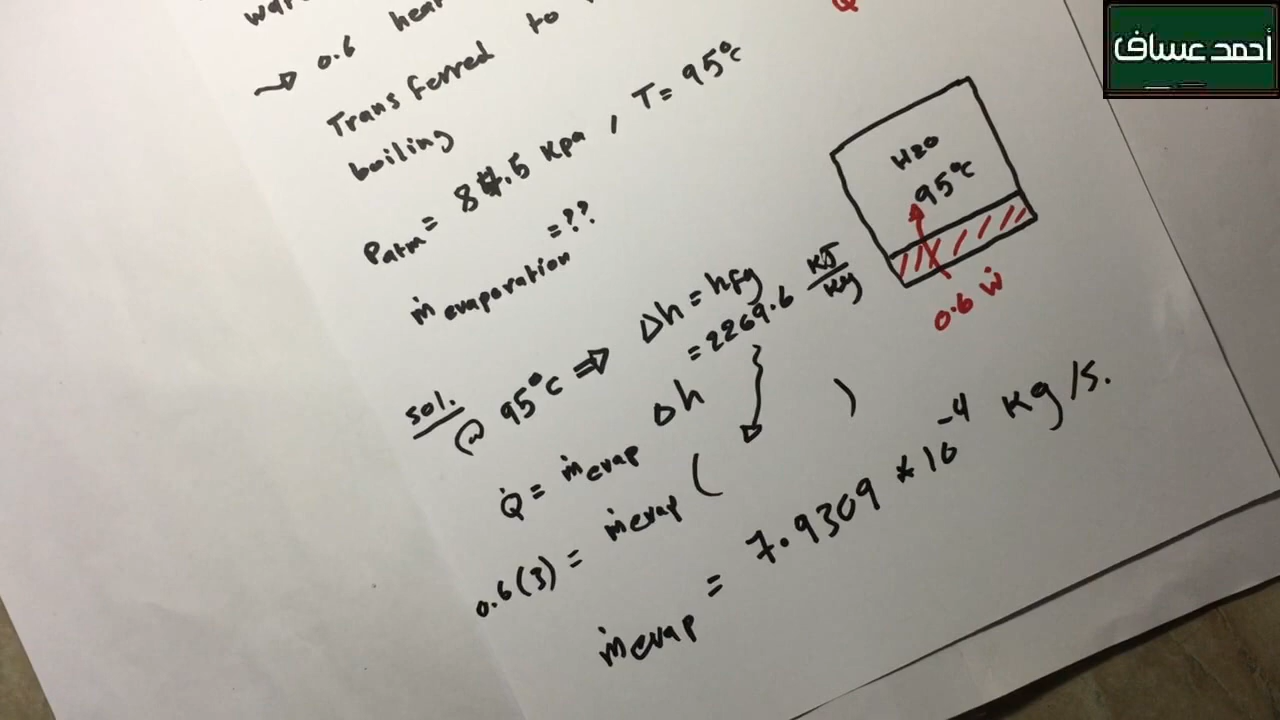 أحمد عساف
→ 0.6 hea
Transferred to
boiling
Patm = 84.5 kpa , T = 95°C
ṁ evaporation = ??
H2O
95°C
0.6 Ẇ
sol. @ 95°C ⇒ Δh = hfg
= 2269.6 KJ/Kg
Q̇ = ṁevap Δh
0.6(3) = ṁevap ( )
ṁevap = 7.9309 * 10^-4 Kg/s.